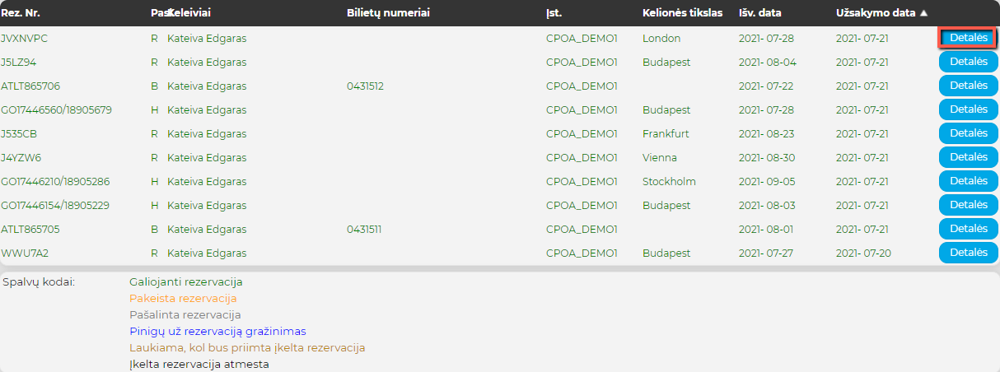 Rez. Nr. Pasl Keleiviai Bilietų numeriai Įst. Kelionės tikslas Išv. data Užsakymo data
JVXNVPC R Kateiva Edgaras CPOA_DEMO1 London 2021- 07-28 2021- 07-21 Detalės
J5LZ94 R Kateiva Edgaras CPOA_DEMO1 Budapest 2021- 08-04 2021- 07-21 Detalės
ATLT865706 B Kateiva Edgaras 0431512 CPOA_DEMO1 2021- 07-22 2021- 07-21 Detalės
GO17446560/18905679 H Kateiva Edgaras CPOA_DEMO1 Budapest 2021- 07-28 2021- 07-21 Detalės
J535CB R Kateiva Edgaras CPOA_DEMO1 Frankfurt 2021- 08-23 2021- 07-21 Detalės
J4YZW6 R Kateiva Edgaras CPOA_DEMO1 Vienna 2021- 08-30 2021- 07-21 Detalės
GO17446210/18905286 H Kateiva Edgaras CPOA_DEMO1 Stockholm 2021- 09-05 2021- 07-21 Detalės
GO17446154/18905229 H Kateiva Edgaras CPOA_DEMO1 Budapest 2021- 08-03 2021- 07-21 Detalės
ATLT865705 B Kateiva Edgaras 0431511 CPOA_DEMO1 2021- 08-01 2021- 07-21 Detalės
WWU7A2 R Kateiva Edgaras CPOA_DEMO1 Budapest 2021- 07-27 2021- 07-20 Detalės
Spalvų kodai: Galiojanti rezervacija
Pakeista rezervacija
Pašalinta rezervacija
Pinigų už rezervaciją gražinimas
Laukiama, kol bus priimta įkelta rezervacija
Įkelta rezervacija atmesta